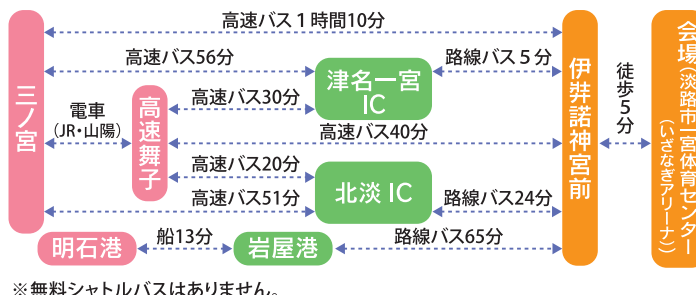 高速バス1時間10分
高速バス56分
路線バス5分
三ノ宮
電車
(JR・山陽)
高速舞子
高速バス30分
津名一宮
IC
高速バス40分
高速バス20分
高速バス51分
北淡 IC
路線バス24分
明石港
船13分
岩屋港
路線バス65分
伊弉諾神宮前
徒歩5分
会場(淡路市一宮体育センター
(いざなぎアリーナ))
※無料シャトルバスはありません。